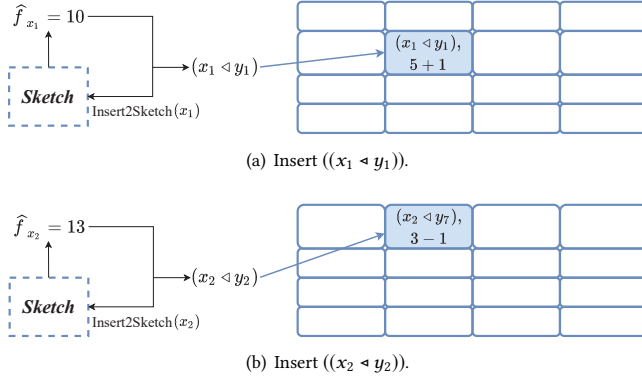 f̂ x₁ = 10
(x₁ ◁ y₁)
Sketch
Insert2Sketch(x₁)
(x₁ ◁ y₁),
5 + 1
(a) Insert ((x₁ ◂ y₁)).
f̂ x₂ = 13
(x₂ ◁ y₂)
Sketch
Insert2Sketch(x₂)
(x₂ ◁ y₇),
3 − 1
(b) Insert ((x₂ ◂ y₂)).